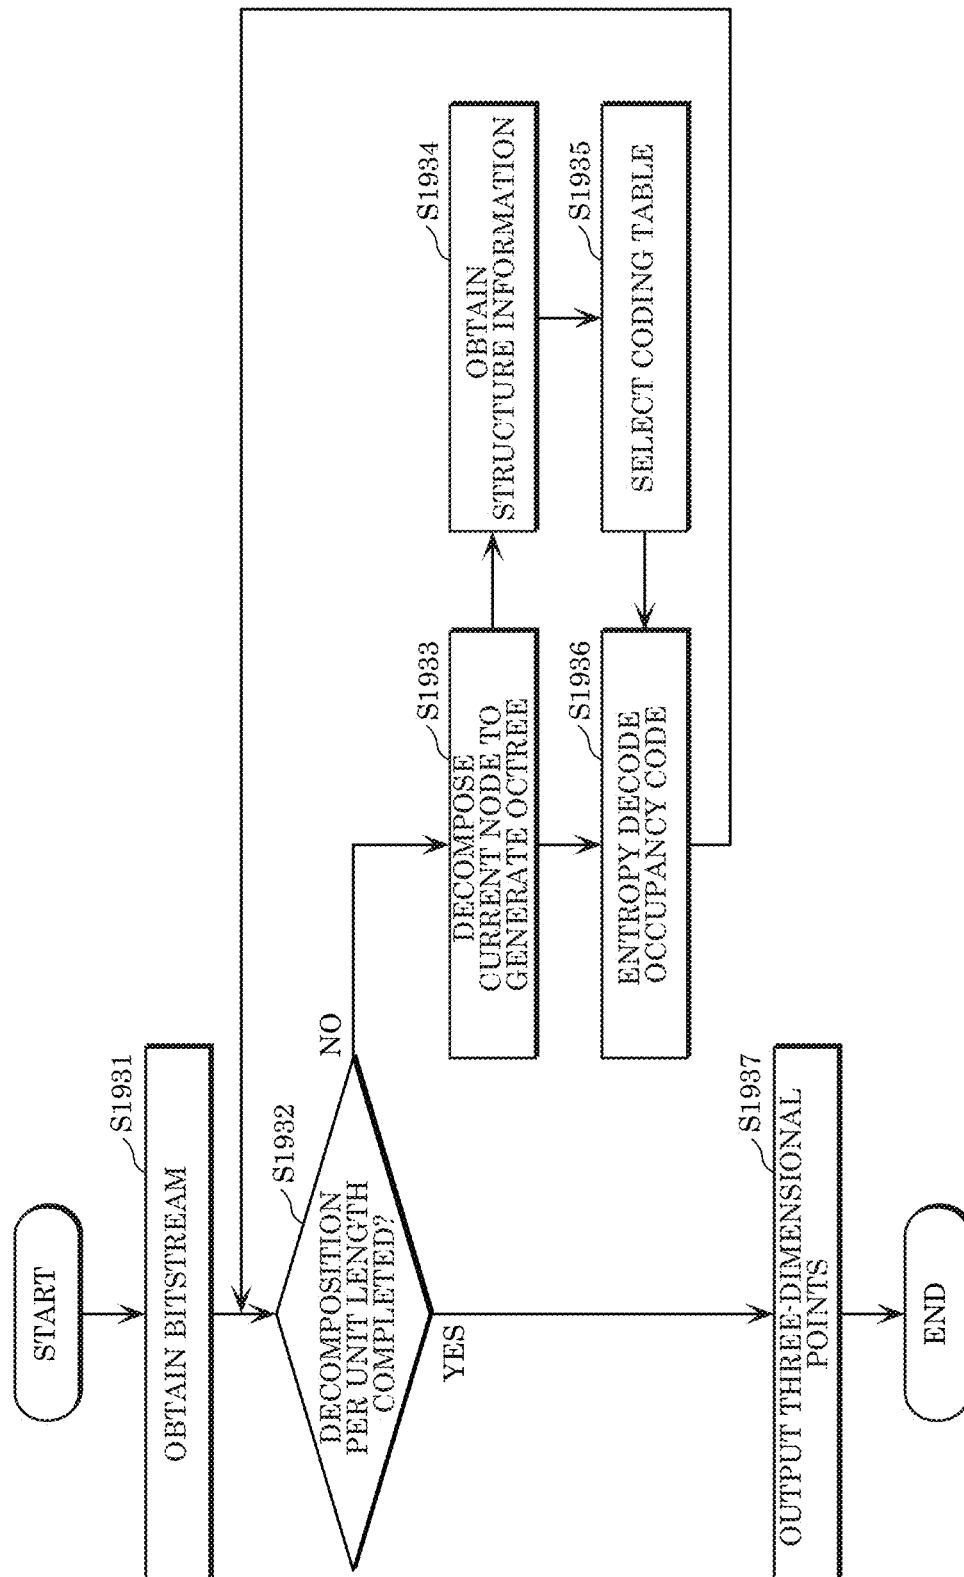 START
S1931
OBTAIN BITSTREAM
S1932
DECOMPOSITION
PER UNIT LENGTH
COMPLETED?
NO
YES
S1933
DECOMPOSE
CURRENT NODE TO
GENERATE OCTREE
S1934
OBTAIN
STRUCTURE INFORMATION
S1935
SELECT CODING TABLE
S1936
ENTROPY DECODE
OCCUPANCY CODE
S1937
OUTPUT THREE-DIMENSIONAL
POINTS
END